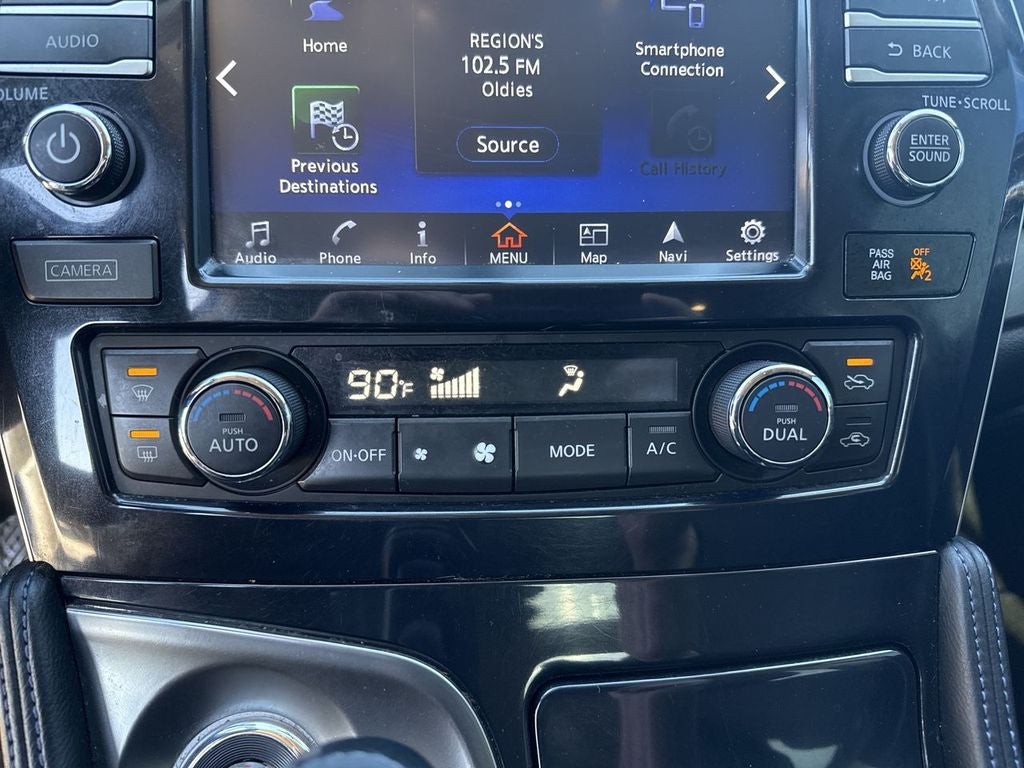 AUDIO
Home
REGION'S
102.5 FM
Oldies
Smartphone
Connection
BACK
TUNE•SCROLL
ENTER
SOUND
Previous
Destinations
Source
Call History
Audio
Phone
Info
MENU
Map
Navi
Settings
CAMERA
PASS
AIR
BAG
OFF
2
90°F
PUSH
AUTO
ON•OFF
MODE
A/C
PUSH
DUAL